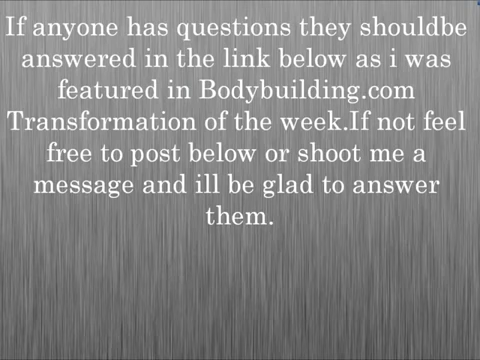 If anyone has questions they shouldbe
answered in the link below as i was
featured in Bodybuilding.com
Transformation of the week.If not feel
free to post below or shoot me a
message and ill be glad to answer
them.